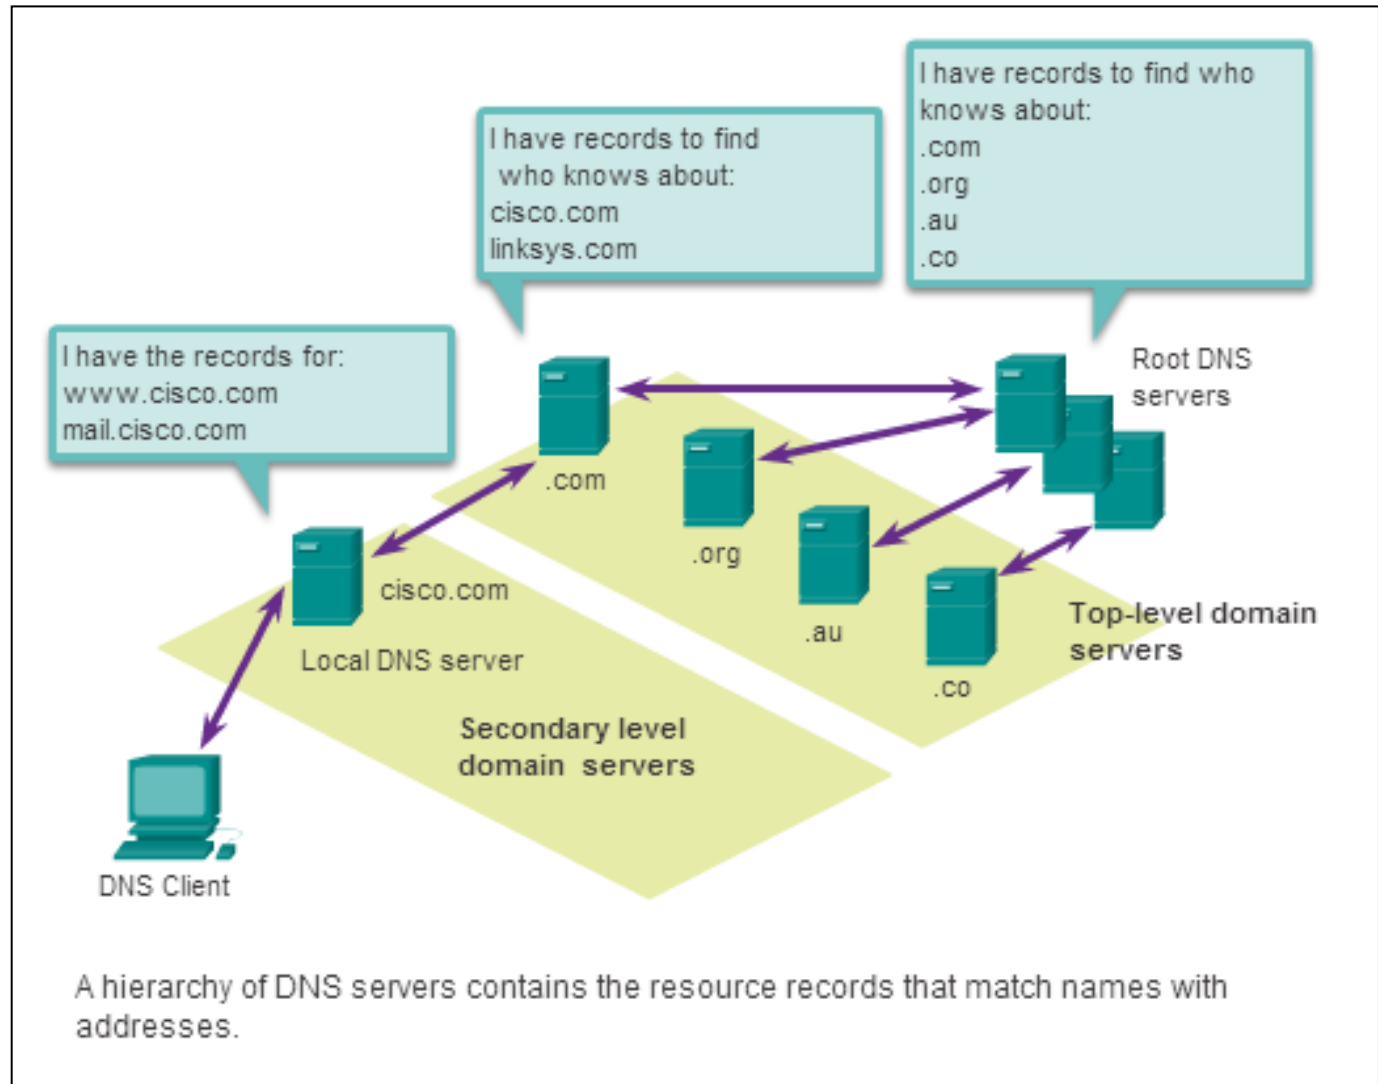 I have records to find who
knows about:
.com
.org
.au
.co
I have records to find
who knows about:
cisco.com
linksys.com
I have the records for:
www.cisco.com
mail.cisco.com
Root DNS
servers
.com
.org
.au
.co
Top-level domain
servers
cisco.com
Local DNS server
Secondary level
domain servers
DNS Client
A hierarchy of DNS servers contains the resource records that match names with
addresses.